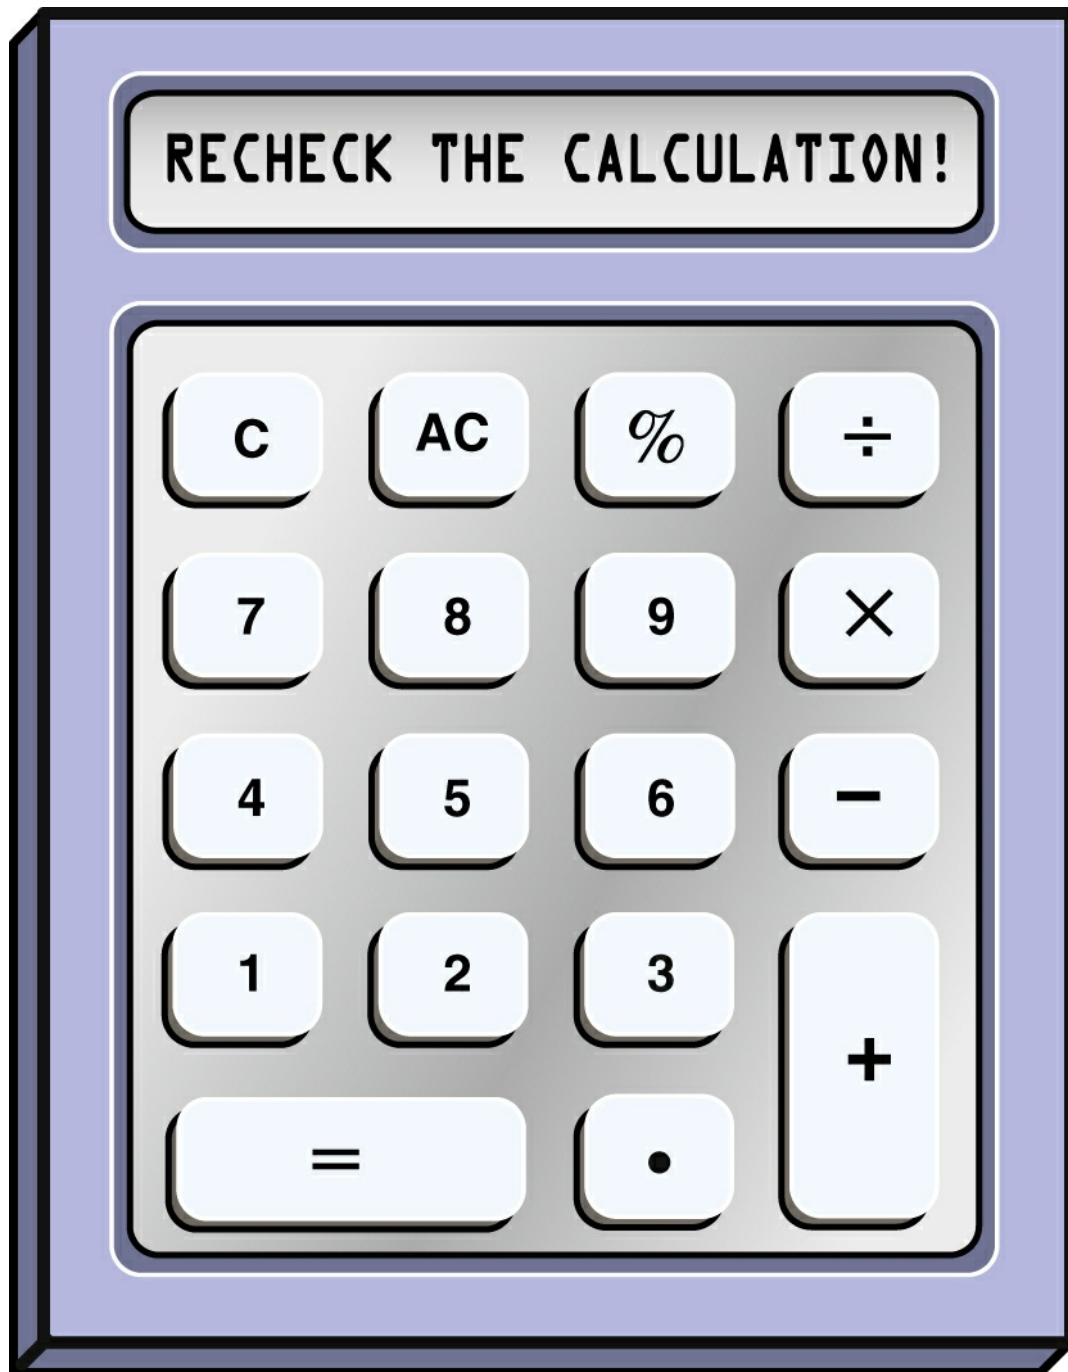 RECHECK THE CALCULATION!
C AC % ÷
7 8 9 ×
4 5 6 −
1 2 3
+
= •